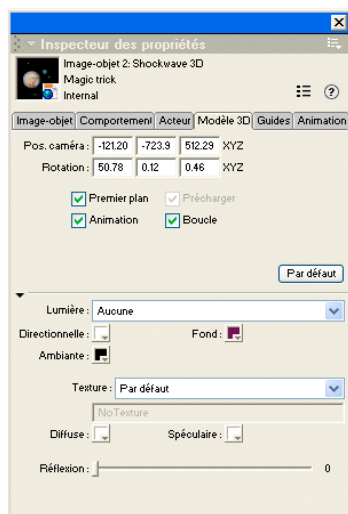 Inspecteur des propriétés
Image-objet 2: Shockwave 3D
Magic trick
Internal
Image-objet Comportement Acteur Modèle 3D Guides Animation
Pos. caméra : -121.20 -723.9 512.29 XYZ
Rotation : 50.78 0.12 0.46 XYZ
Premier plan Précharger
Animation Boucle
Par défaut
Lumière : Aucune
Directionnelle : Fond :
Ambiante :
Texture : Par défaut
NoTexture
Diffuse : Spéculaire :
Réflexion : 0